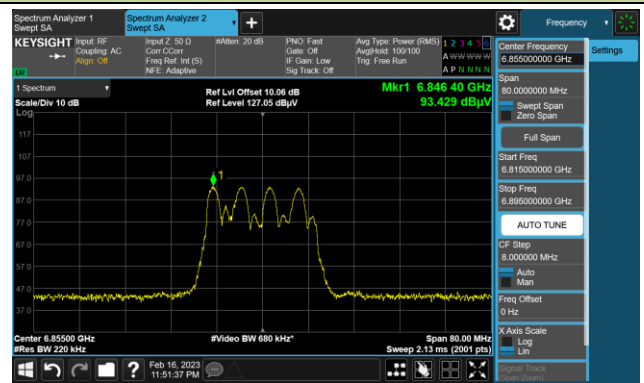 Spectrum Analyzer 1
Swept SA
Spectrum Analyzer 2
Swept SA
+
Frequency
KEYSIGHT
Input: RF
Coupling: AC
Align: Off
Input Z: 50 Ω
Corr CCorr
Freq Ref: Int (S)
NFE: Adaptive
#Atten: 20 dB
PNO: Fast
Gate: Off
IF Gain: Low
Sig Track: Off
Avg Type: Power (RMS)
Avg|Hold: 100/100
Trig: Free Run
1 2 3 4 5 6
A W W W W W
A P N N N N
1 Spectrum
Scale/Div 10 dB
Log
Ref Lvl Offset 10.06 dB
Ref Level 127.05 dBµV
Mkr1 6.846 40 GHz
93.429 dBµV
117
107
97.0
87.0
77.0
67.0
57.0
47.0
37.0
1
Center 6.85500 GHz
#Res BW 220 kHz
#Video BW 680 kHz*
Span 80.00 MHz
Sweep 2.13 ms (2001 pts)
Center Frequency
6.855000000 GHz
Settings
Span
80.0000000 MHz
Swept Span
Zero Span
Full Span
Start Freq
6.815000000 GHz
Stop Freq
6.895000000 GHz
AUTO TUNE
CF Step
8.000000 MHz
Auto
Man
Freq Offset
0 Hz
X Axis Scale
Log
Lin
Signal Track
(Span Zoom)
?
Feb 16, 2023
11:51:37 PM